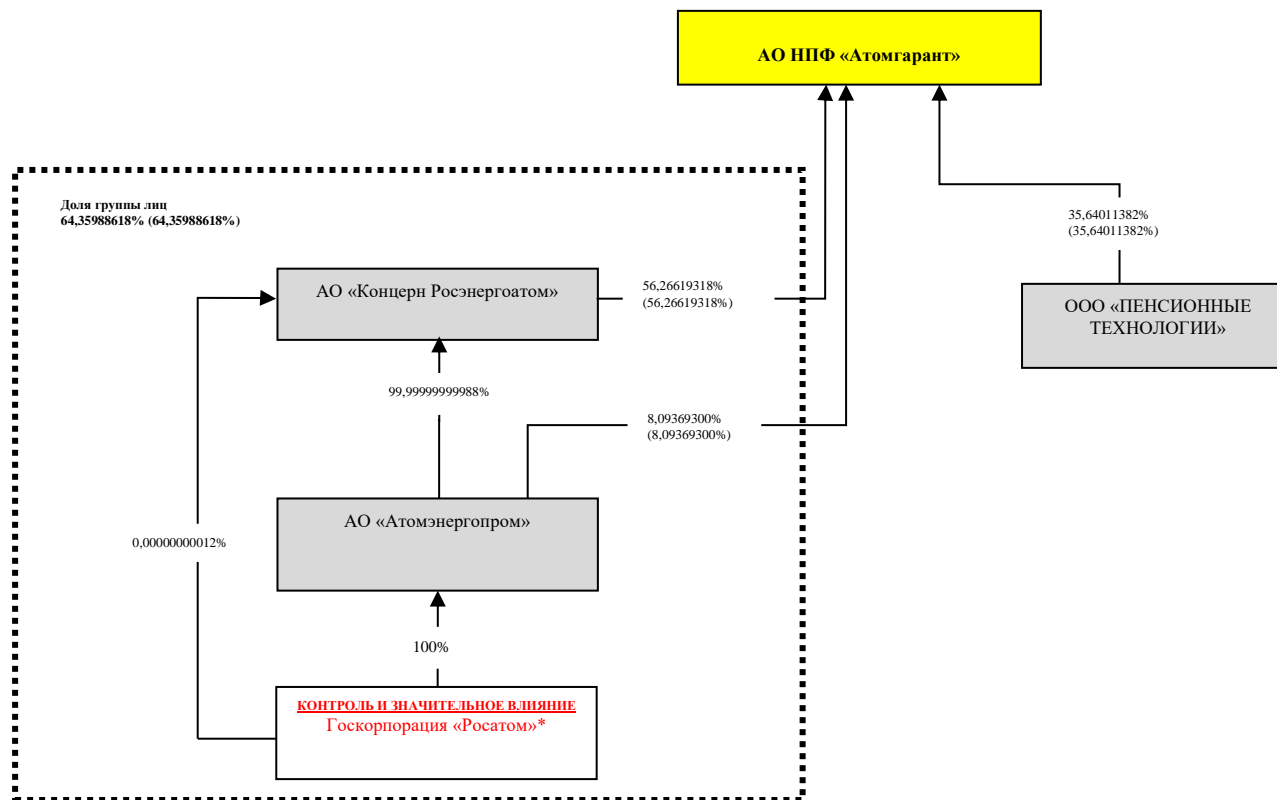 АО НПФ «Атомгарант»
Доля группы лиц
64,35988618% (64,35988618%)
35,64011382%
(35,64011382%)
АО «Концерн Росэнергоатом»
56,26619318%
(56,26619318%)
ООО «ПЕНСИОННЫЕ
ТЕХНОЛОГИИ»
99,99999999988%
8,09369300%
(8,09369300%)
АО «Атомэнергопром»
0,00000000012%
100%
КОНТРОЛЬ И ЗНАЧИТЕЛЬНОЕ ВЛИЯНИЕ
Госкорпорация «Росатом»*